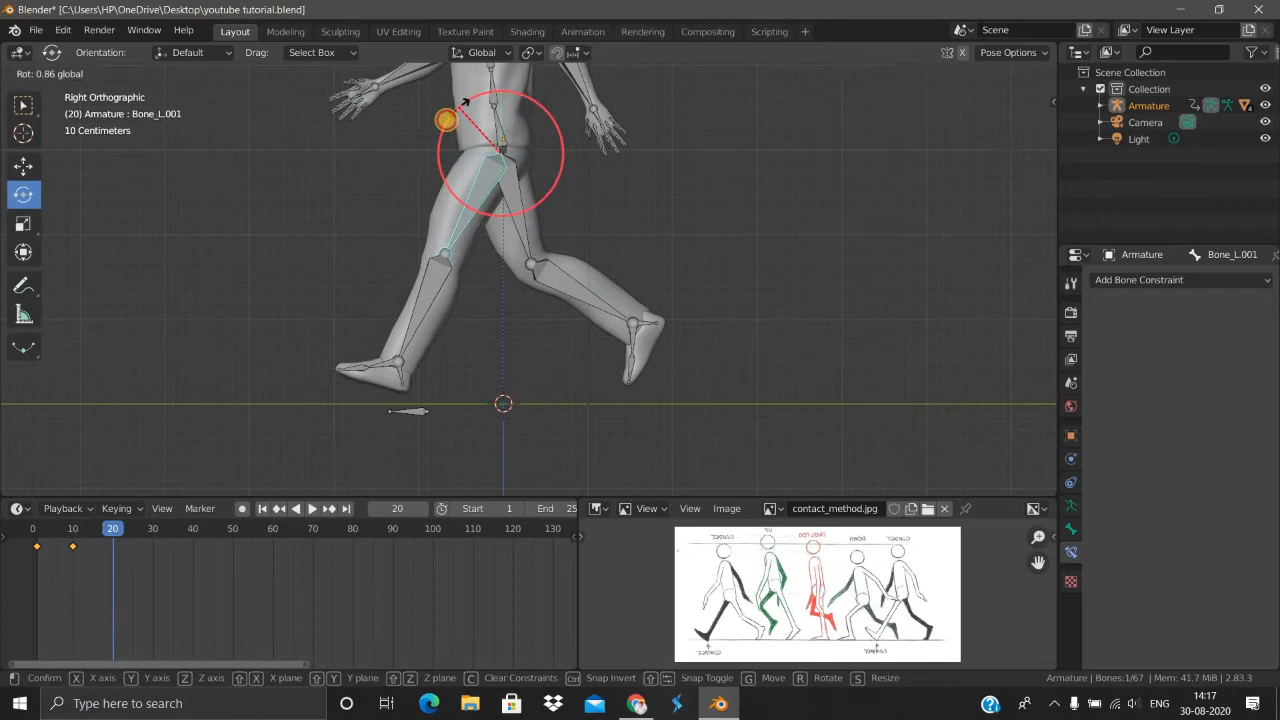 Blender* [C:\Users\HP\OneDrive\Desktop\youtube tutorial.blend]
File Edit Render Window Help
Layout Modeling Sculpting UV Editing Texture Paint Shading Animation Rendering Compositing Scripting +
Scene
View Layer
Orientation: Default Drag: Select Box Global X Pose Options
Rot: 0.86 global
Right Orthographic
(20) Armature : Bone_L.001
10 Centimeters
Scene Collection
Collection
Armature
Camera
Light
Armature Bone_L.001
Add Bone Constraint
Playback Keying View Marker 20 Start 1 End 25
View View Image contact_method.jpg
0 10 20 30 40 50 60 70 80 90 100 110 120 130
Confirm X X axis Y Y axis Z Z axis X X plane Y Y plane Z Z plane C Clear Constraints Ctrl Snap Invert Snap Toggle G Move R Rotate S Resize
Armature | Bones:1/67 | Mem: 41.7 MiB | 2.83.3
Type here to search
14:17
30-08-2020